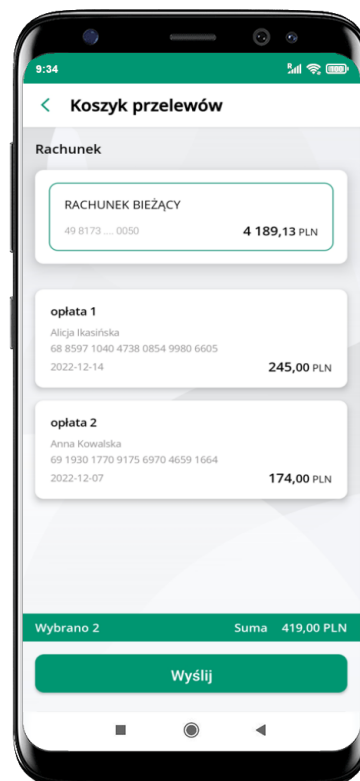 9:34
Koszyk przelewów
Rachunek
RACHUNEK BIEŻĄCY
49 8173 .... 0050 4 189,13 PLN
opłata 1
Alicja Ikasińska
68 8597 1040 4738 0854 9980 6605
2022-12-14 245,00 PLN
opłata 2
Anna Kowalska
69 1930 1770 9175 6970 4659 1664
2022-12-07 174,00 PLN
Wybrano 2 Suma 419,00 PLN
Wyślij